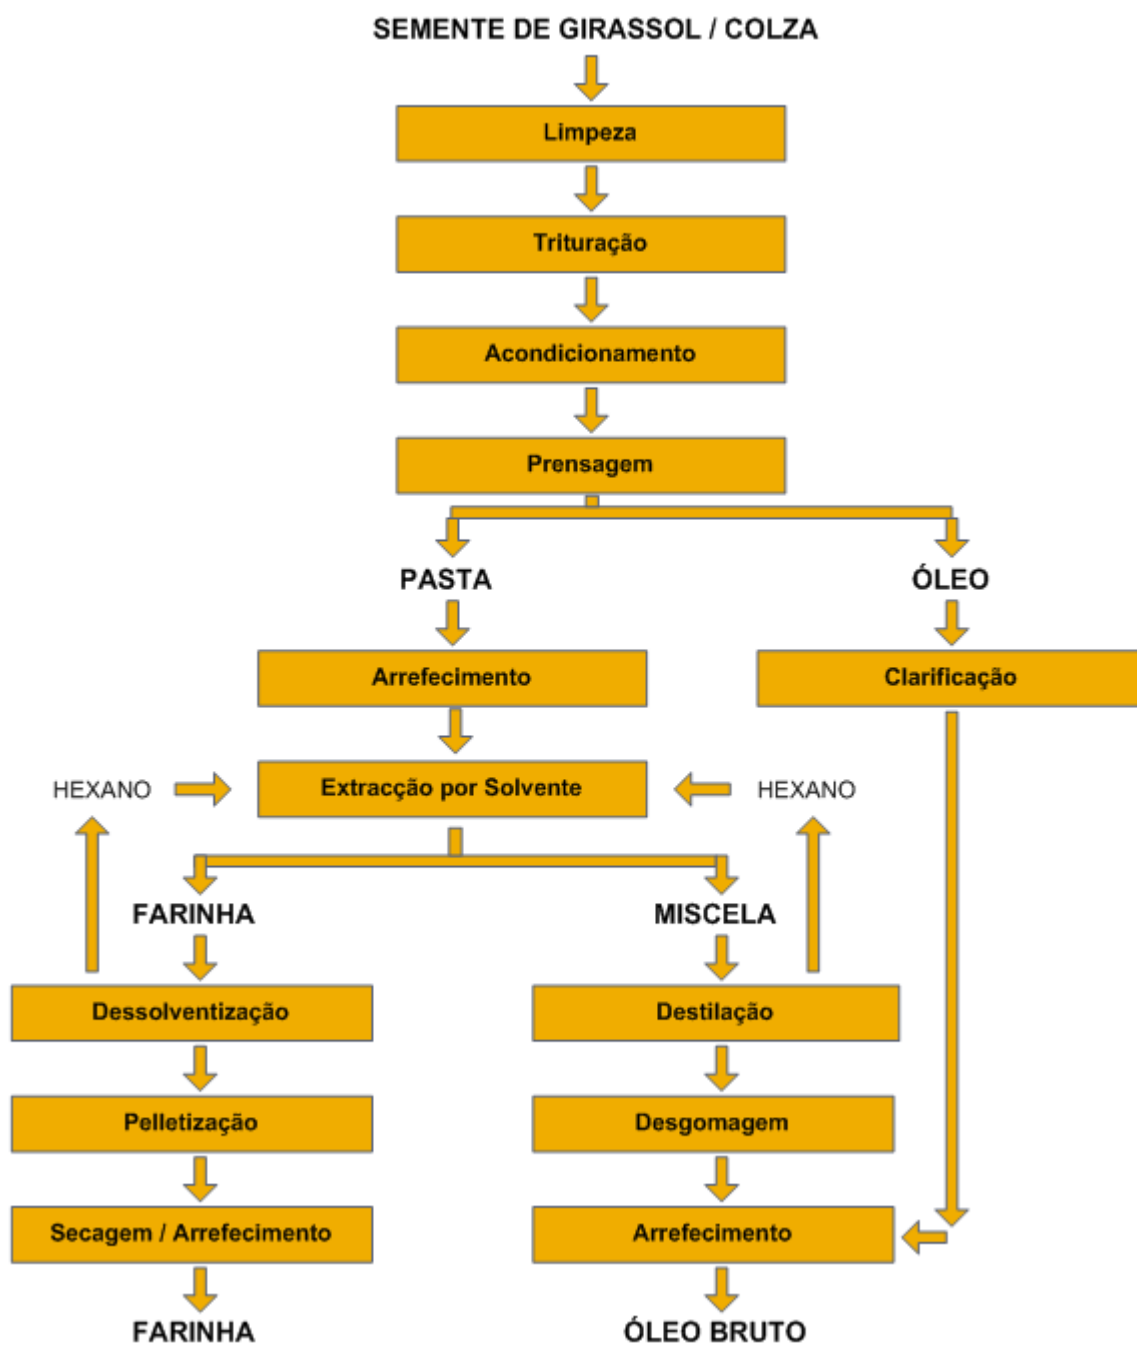 SEMENTE DE GIRASSOL / COLZA
Limpeza
Trituração
Acondicionamento
Prensagem
PASTA
ÓLEO
Arrefecimento
Clarificação
HEXANO
Extracção por Solvente
HEXANO
FARINHA
MISCELA
Dessolventização
Destilação
Pelletização
Desgomagem
Secagem / Arrefecimento
Arrefecimento
FARINHA
ÓLEO BRUTO